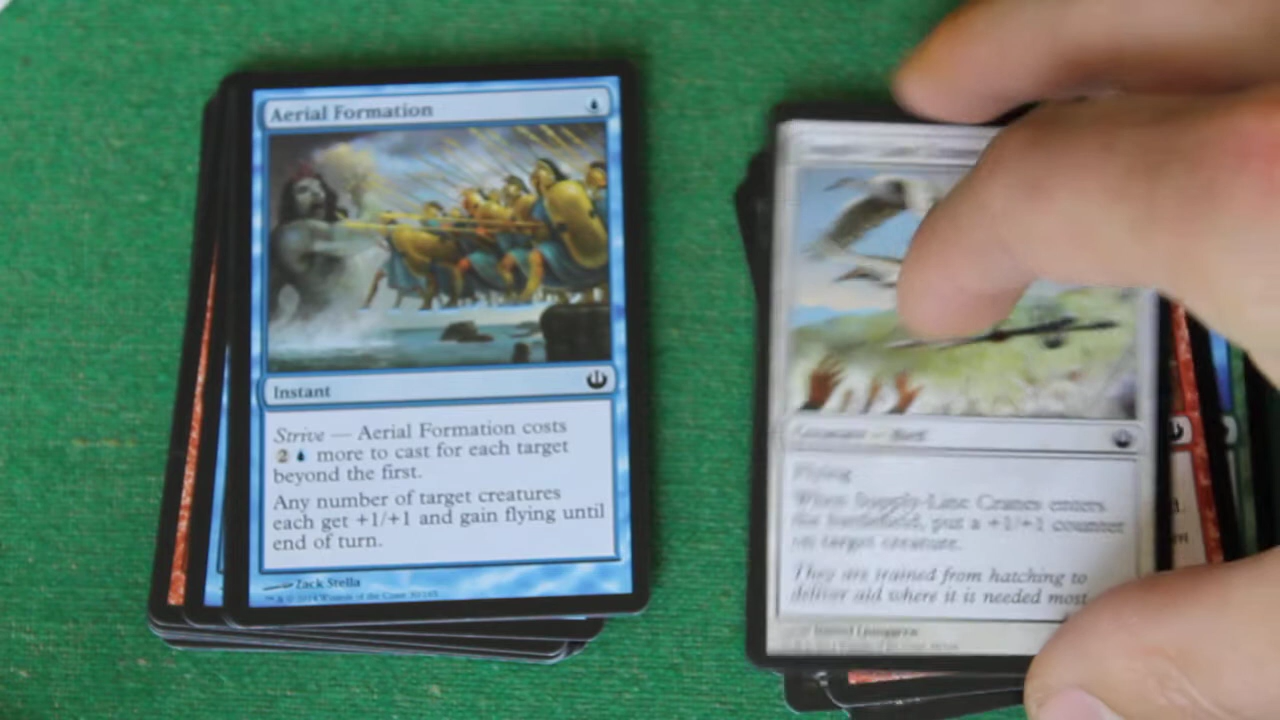 Aerial Formation
Instant
Strive — Aerial Formation costs
2 more to cast for each target
beyond the first.
Any number of target creatures
each get +1/+1 and gain flying until
end of turn.
Zack Stella
Flying
When Supply-Line Cranes enters
the battlefield, put a +1/+1 counter
on target creature.
They are trained from hatching to
deliver aid where it is needed most